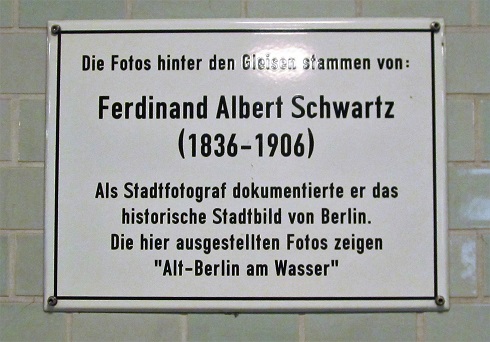 Die Fotos hinter den Gleisen stammen von:
Ferdinand Albert Schwartz
(1836-1906)
Als Stadtfotograf dokumentierte er das
historische Stadtbild von Berlin.
Die hier ausgestellten Fotos zeigen
"Alt-Berlin am Wasser"